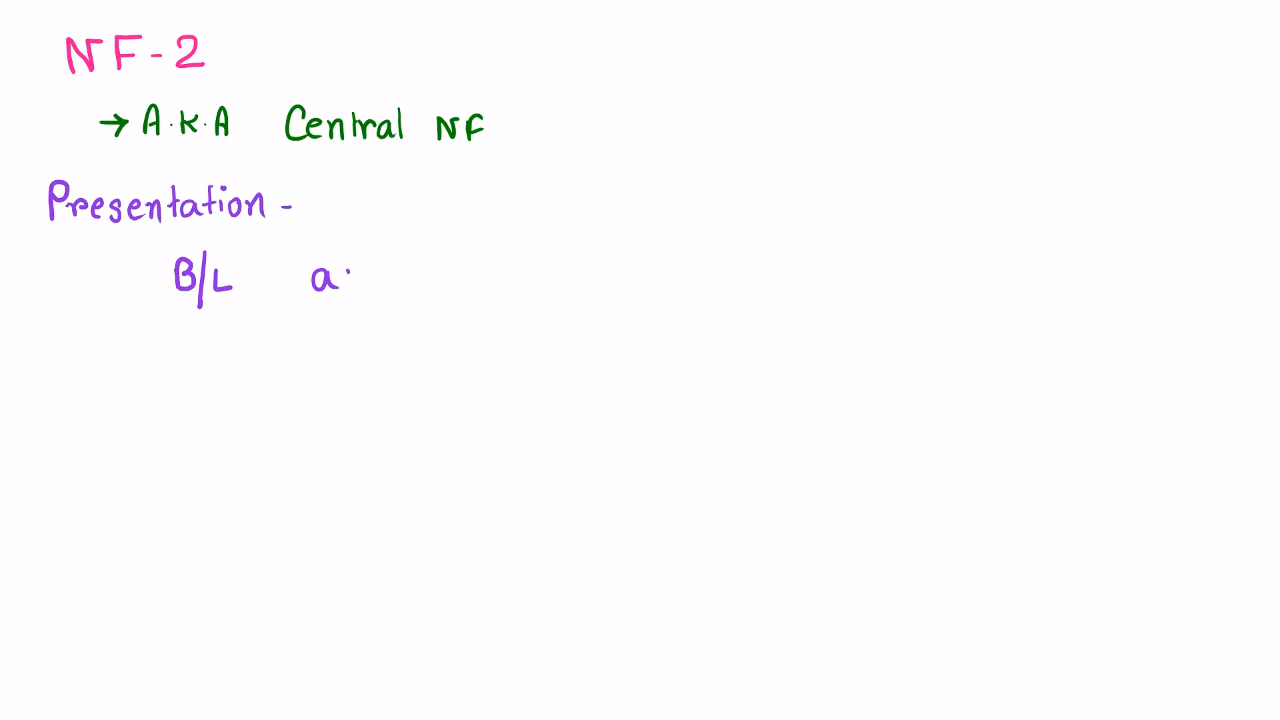 NF-2
→ A.K.A Central NF
Presentation -
B/L a